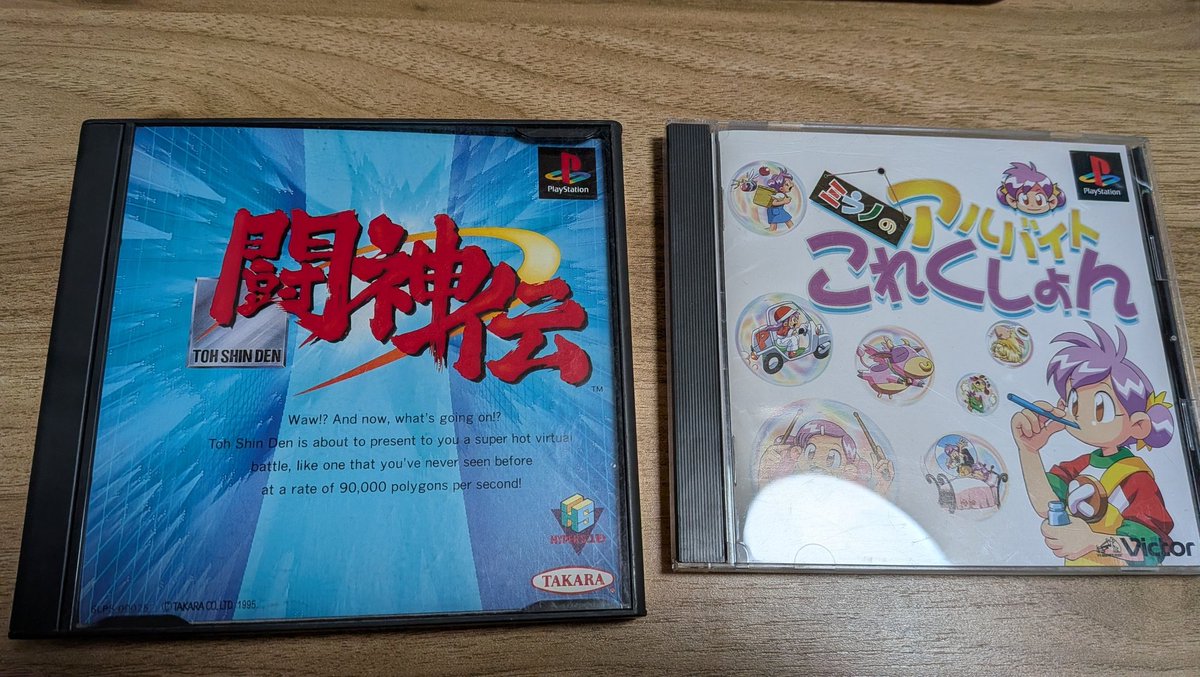 PlayStation
闘神伝
TOH SHIN DEN
TM
Waw!? And now, what's going on!?
Toh Shin Den is about to present to you a super hot virtual
battle, like one that you've never seen before
at a rate of 90,000 polygons per second!
TAKARA
©TAKARA CO., LTD. 1995
PlayStation
ミラノの
アルバイト
これくしょん
Victor